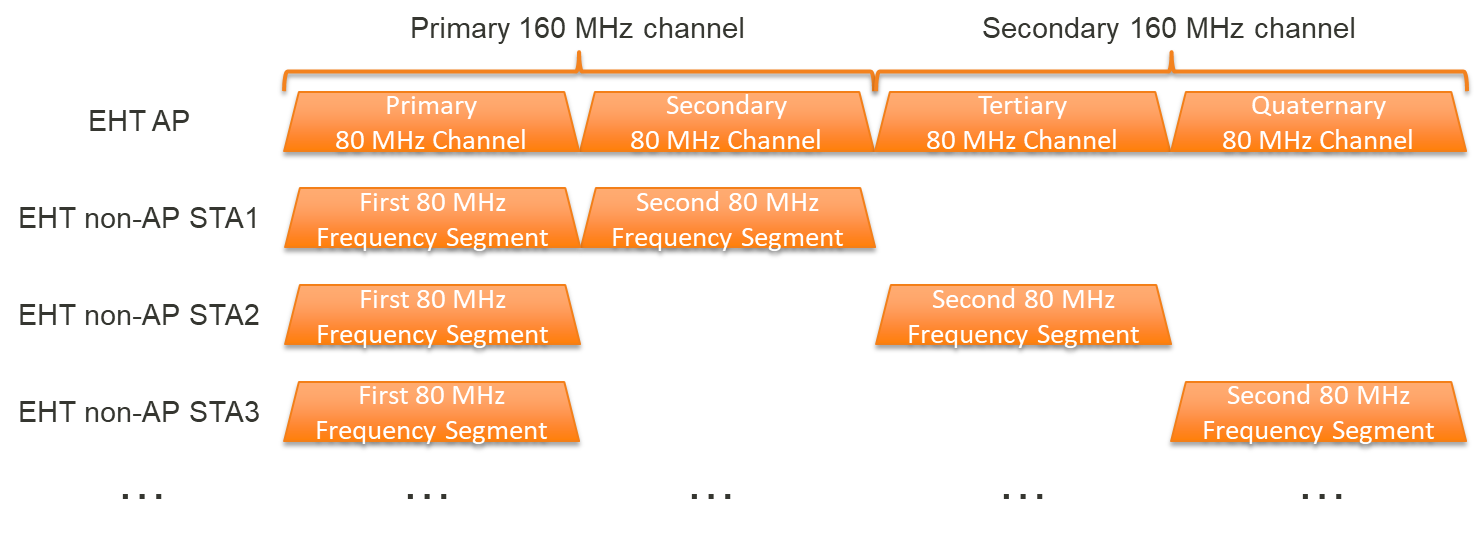 Primary 160 MHz channel
Secondary 160 MHz channel
EHT AP
Primary
80 MHz Channel
Secondary
80 MHz Channel
Tertiary
80 MHz Channel
Quaternary
80 MHz Channel
EHT non-AP STA1
First 80 MHz
Frequency Segment
Second 80 MHz
Frequency Segment
EHT non-AP STA2
First 80 MHz
Frequency Segment
Second 80 MHz
Frequency Segment
EHT non-AP STA3
First 80 MHz
Frequency Segment
Second 80 MHz
Frequency Segment
... ... ... ... ...